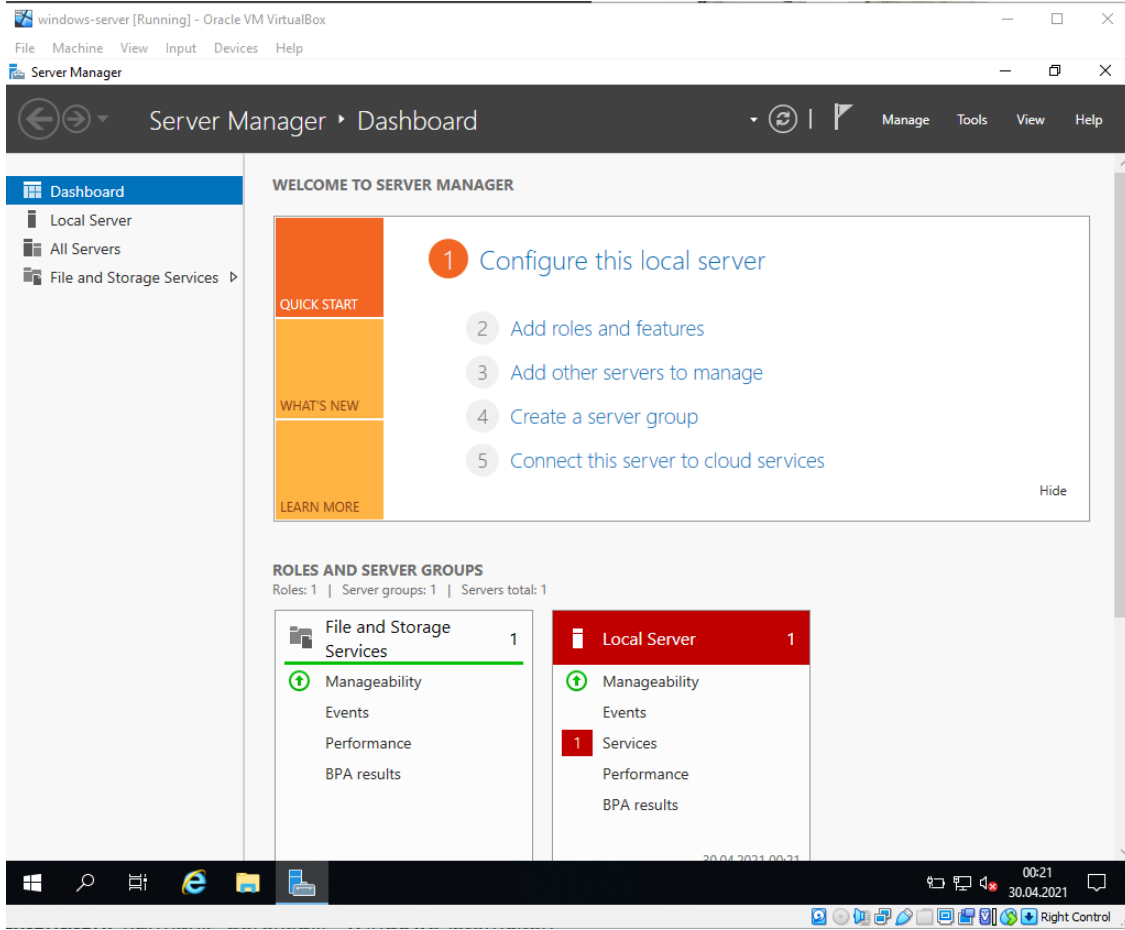 windows-server [Running] - Oracle VM VirtualBox
File Machine View Input Devices Help
Server Manager
Server Manager Dashboard
Manage Tools View Help
Dashboard
Local Server
All Servers
File and Storage Services
WELCOME TO SERVER MANAGER
QUICK START
WHAT'S NEW
LEARN MORE
1 Configure this local server
2 Add roles and features
3 Add other servers to manage
4 Create a server group
5 Connect this server to cloud services
Hide
ROLES AND SERVER GROUPS
Roles: 1 | Server groups: 1 | Servers total: 1
File and Storage
Services
1
Manageability
Events
Performance
BPA results
Local Server 1
Manageability
Events
1 Services
Performance
BPA results
30.04.2021 00:21
00:21
30.04.2021
Right Control